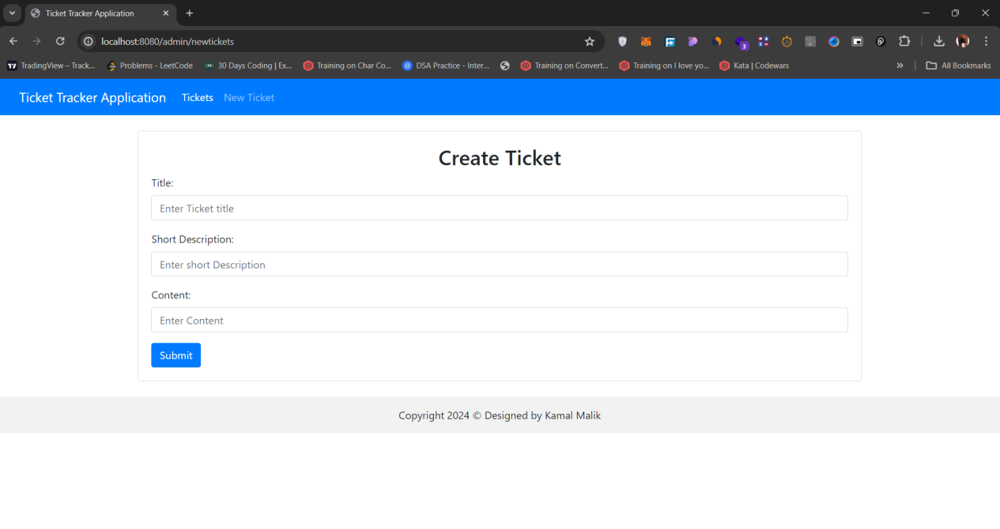 Ticket Tracker Application
localhost:8080/admin/newtickets
3
TradingView – Track... Problems - LeetCode 30 Days Coding | Ex... Training on Char Co... DSA Practice - Inter... Training on Convert... Training on I love yo... Kata | Codewars » All Bookmarks
Ticket Tracker Application Tickets New Ticket
Create Ticket
Title:
Enter Ticket title
Short Description:
Enter short Description
Content:
Enter Content
Submit
Copyright 2024 © Designed by Kamal Malik